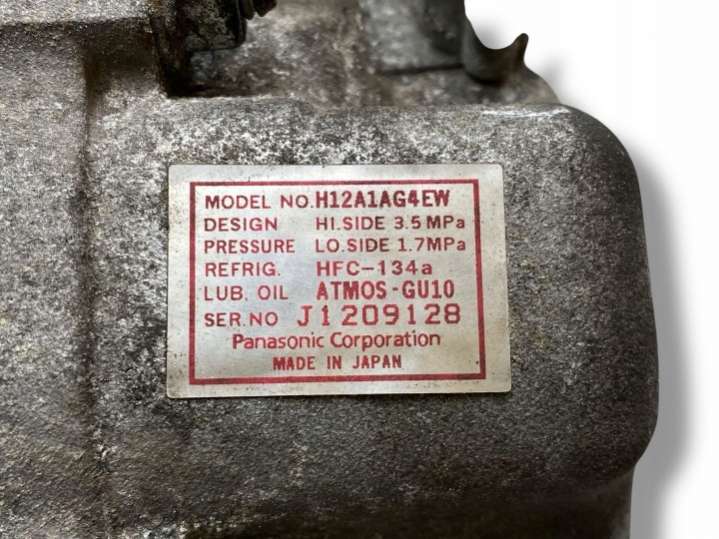 MODEL NO. H12A1AG4EW
DESIGN HI.SIDE 3.5 MPa
PRESSURE LO.SIDE 1.7MPa
REFRIG. HFC-134a
LUB. OIL ATMOS-GU10
SER.NO J1209128
Panasonic Corporation
MADE IN JAPAN